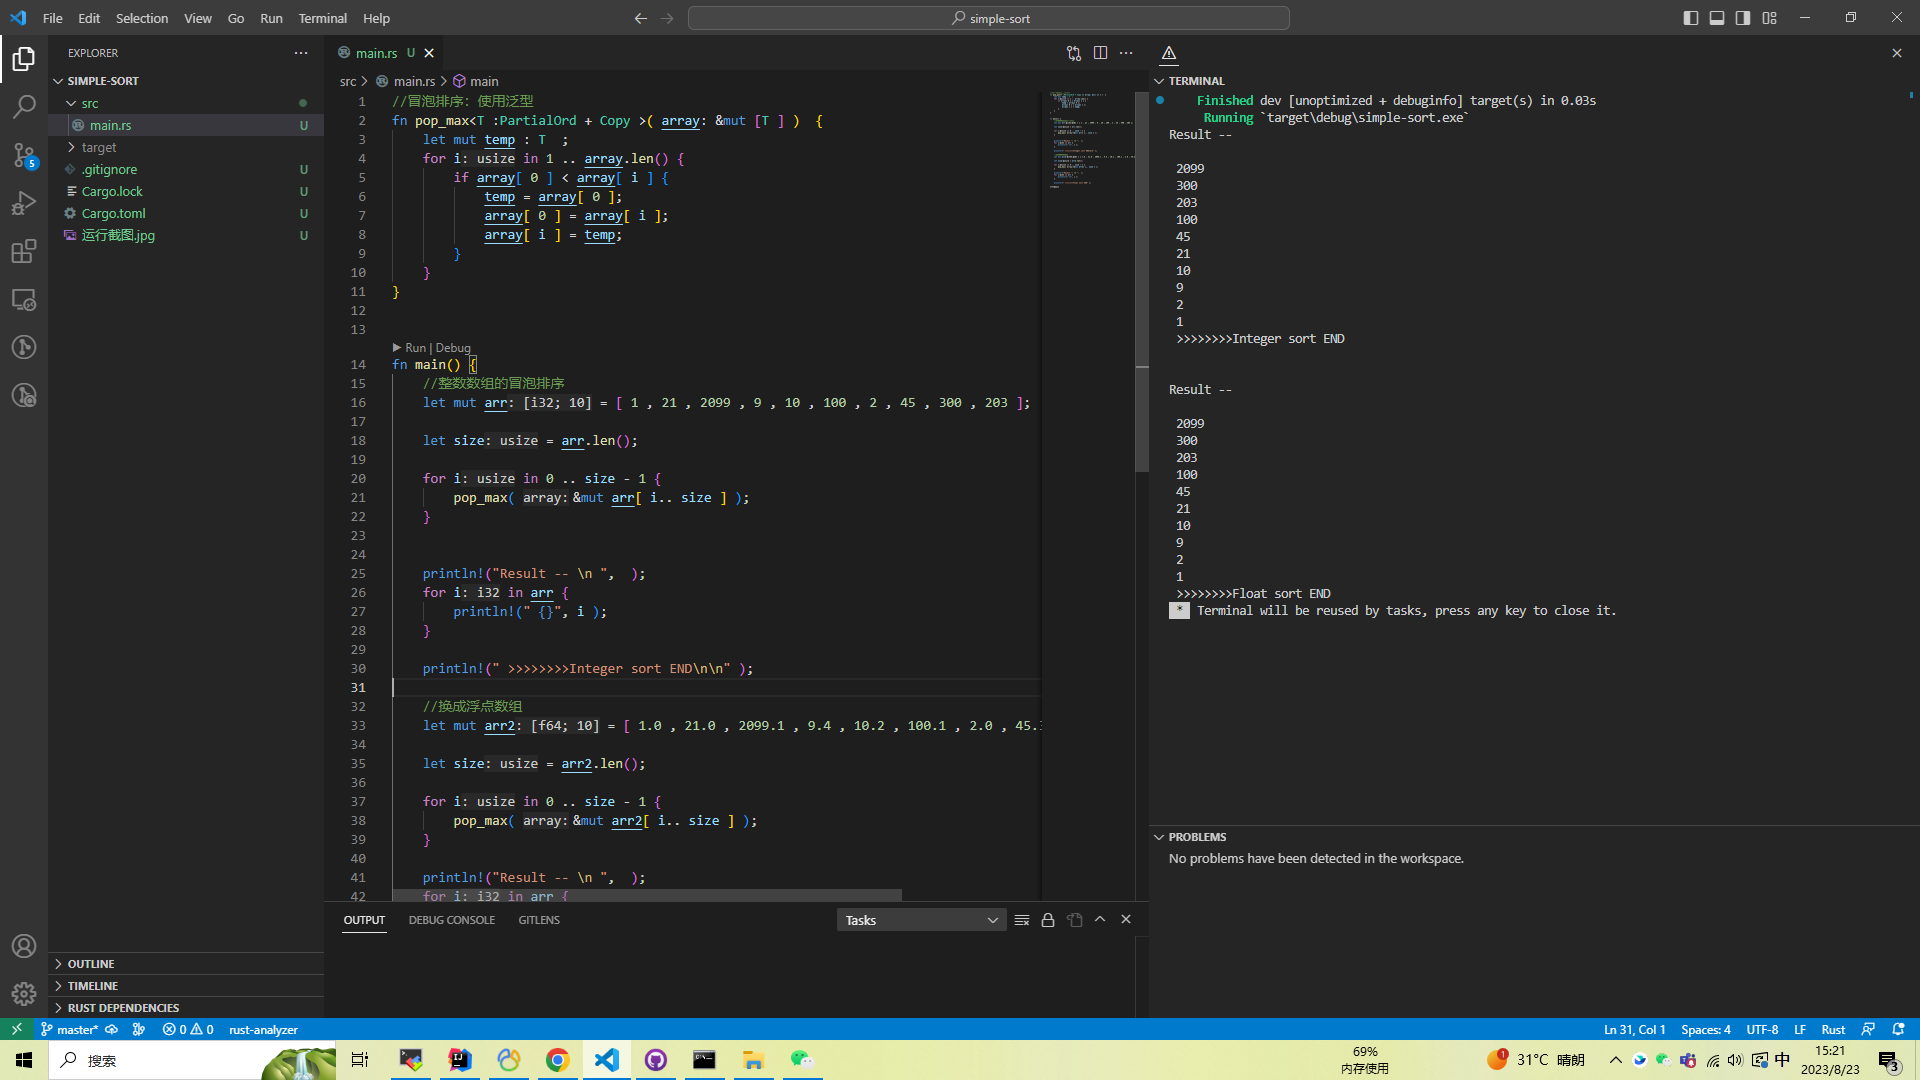 File Edit Selection View Go Run Terminal Help
simple-sort
EXPLORER
SIMPLE-SORT
src
main.rs U
target
.gitignore U
Cargo.lock U
Cargo.toml U
运行截图.jpg U
OUTLINE
TIMELINE
RUST DEPENDENCIES
main.rs U
src > main.rs > main
1 //冒泡排序：使用泛型
2 fn pop_max<T :PartialOrd + Copy >( array: &mut [T ] )  {
3     let mut temp : T  ;
4     for i: usize in 1 .. array.len() {
5         if array[ 0 ] < array[ i ] {
6             temp = array[ 0 ];
7             array[ 0 ] = array[ i ];
8             array[ i ] = temp;
9         }
10     }
11 }
12
13
Run | Debug
14 fn main() {
15     //整数数组的冒泡排序
16     let mut arr: [i32; 10] = [ 1 , 21 , 2099 , 9 , 10 , 100 , 2 , 45 , 300 , 203 ];
17
18     let size: usize = arr.len();
19
20     for i: usize in 0 .. size - 1 {
21         pop_max( array: &mut arr[ i.. size ] );
22     }
23
24
25     println!("Result -- \n ",  );
26     for i: i32 in arr {
27         println!(" {}", i );
28     }
29
30     println!(" >>>>>>>>Integer sort END\n\n" );
31
32     //换成浮点数组
33     let mut arr2: [f64; 10] = [ 1.0 , 21.0 , 2099.1 , 9.4 , 10.2 , 100.1 , 2.0 , 45.
34
35     let size: usize = arr2.len();
36
37     for i: usize in 0 .. size - 1 {
38         pop_max( array: &mut arr2[ i.. size ] );
39     }
40
41     println!("Result -- \n ",  );
42     for i: i32 in arr {
OUTPUT DEBUG CONSOLE GITLENS
Tasks
TERMINAL
Finished dev [unoptimized + debuginfo] target(s) in 0.03s
Running `target\debug\simple-sort.exe`
Result --
2099
300
203
100
45
21
10
9
2
1
>>>>>>>>Integer sort END
Result --
2099
300
203
100
45
21
10
9
2
1
>>>>>>>>Float sort END
* Terminal will be reused by tasks, press any key to close it.
PROBLEMS
No problems have been detected in the workspace.
5
master* 0 0 rust-analyzer
Ln 31, Col 1 Spaces: 4 UTF-8 LF Rust
搜索
69%
内存使用
1
31°C 晴朗
中
15:21
2023/8/23
3